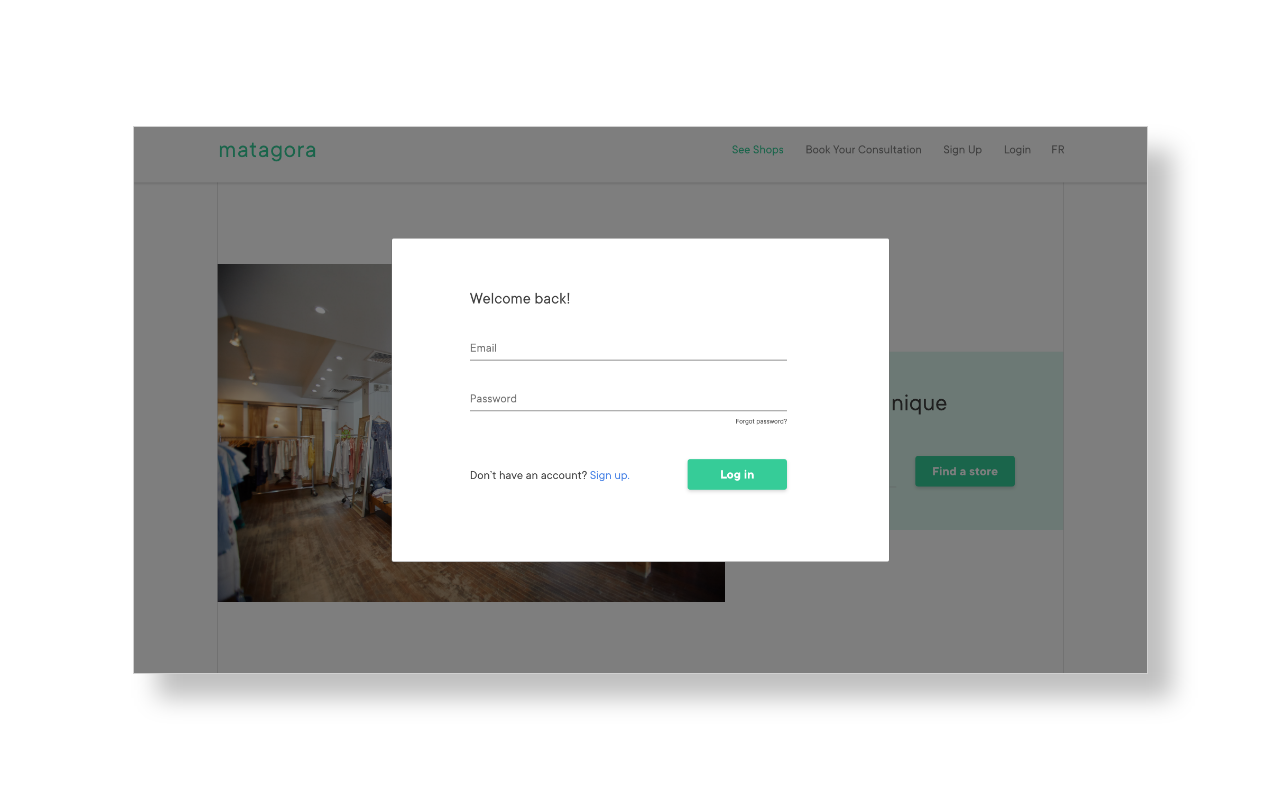 matagora
See Shops Book Your Consultation Sign Up Login FR
Welcome back!
Email
Password
Forgot password?
Don't have an account? Sign up.
Log in
nique
Find a store